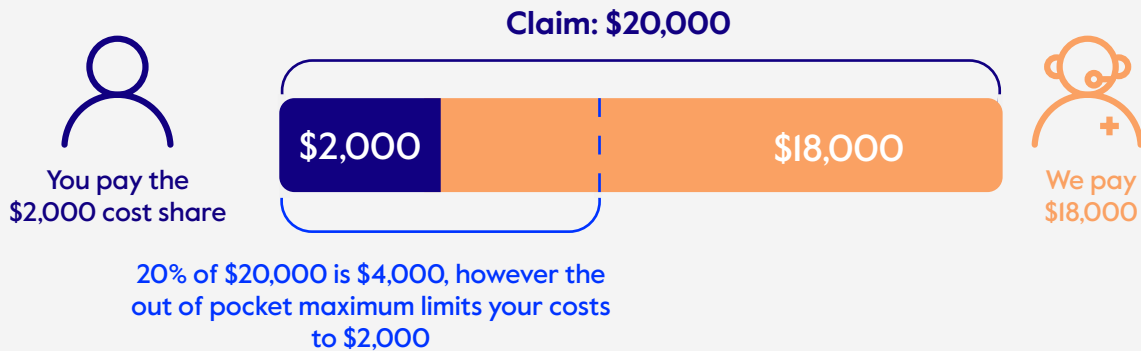 Claim: $20,000
$2,000
$18,000
You pay the
$2,000 cost share
We pay
$18,000
20% of $20,000 is $4,000, however the
out of pocket maximum limits your costs
to $2,000